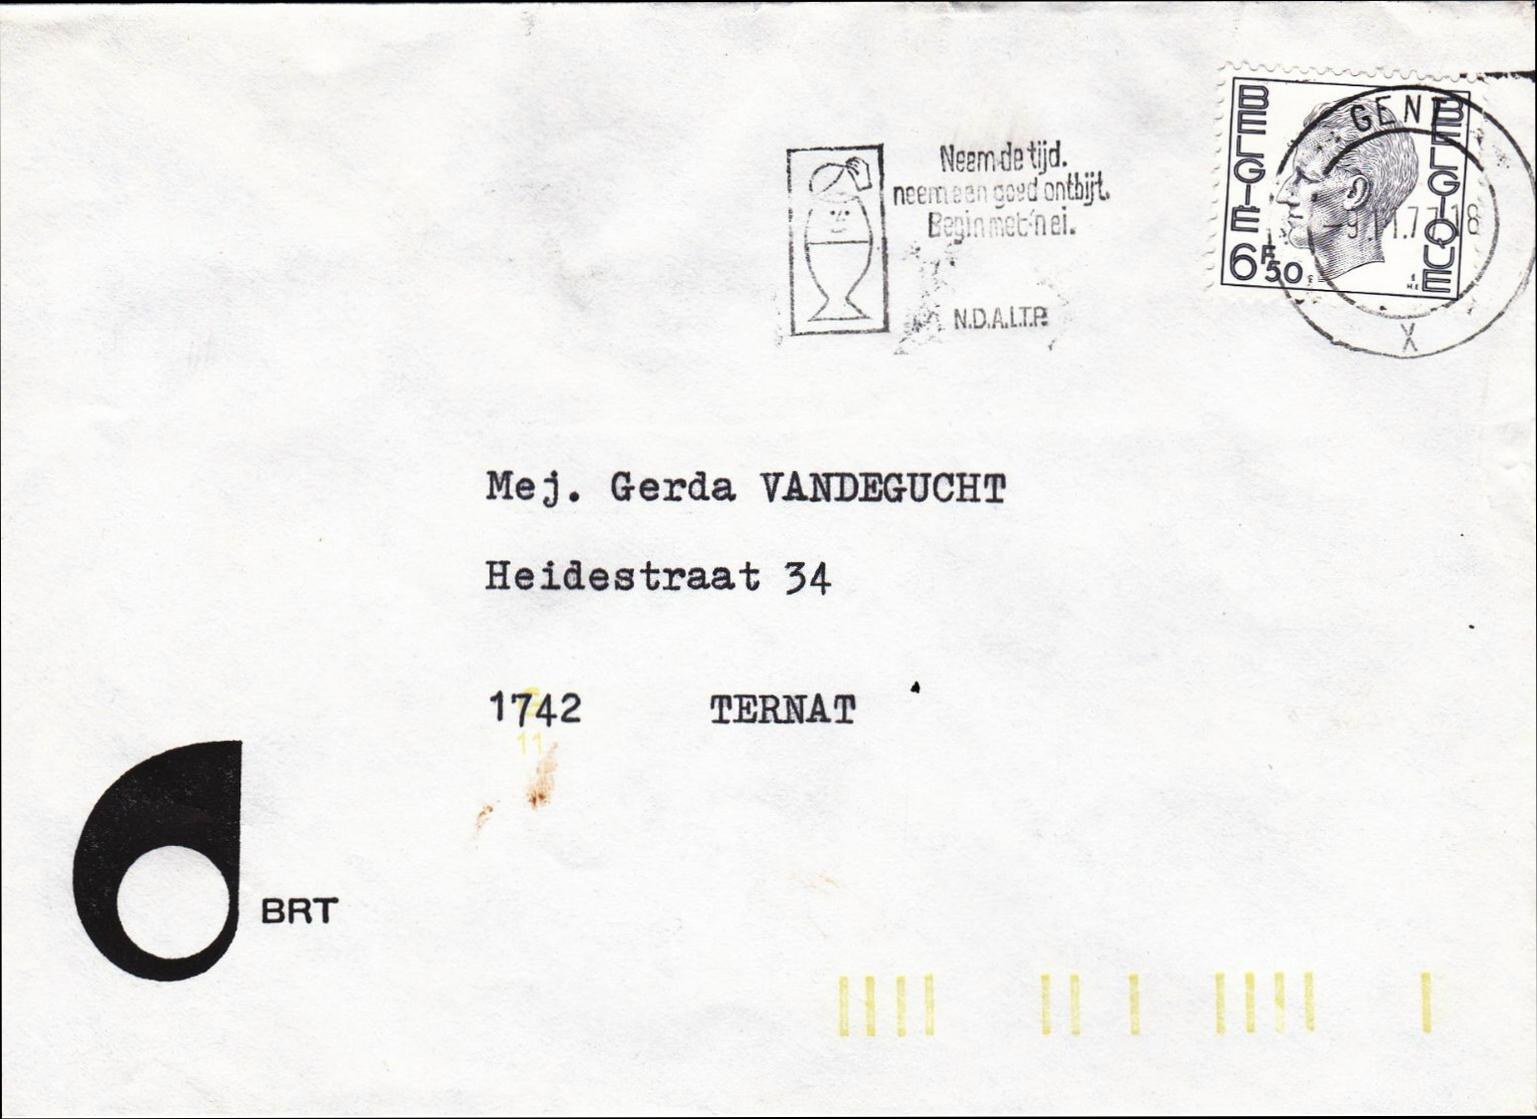 Neem de tijd.
neem een goed ontbijt.
Begin met 'n ei.
N.D.A.L.T.P.
BELGIE
BELGIQUE
6F50
GENT
18
X
Mej. Gerda VANDEGUCHT
Heidestraat 34
1742 TERNAT
11
BRT